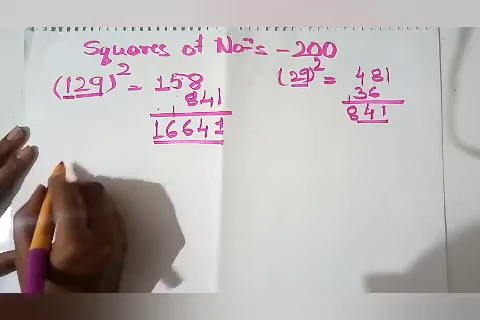 Squares of No=s - 200
(129)² = 158
841
16641
(29)² = 481
36
841